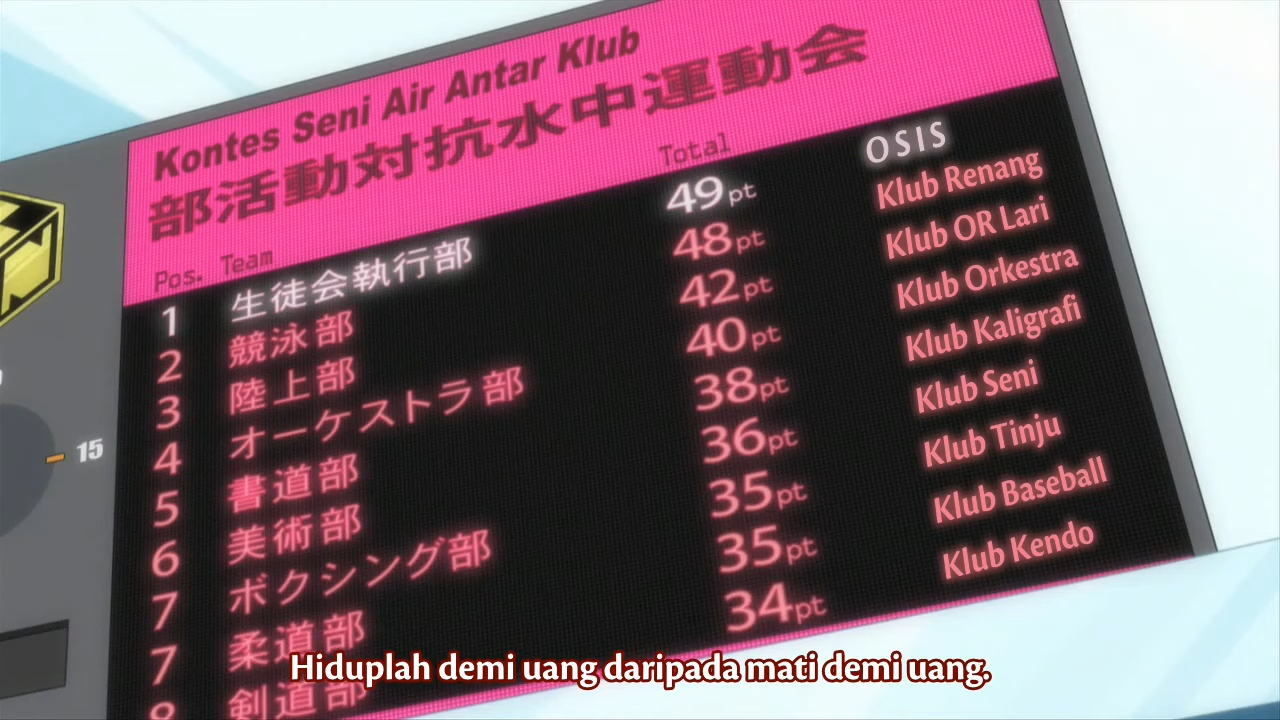 Kontes Seni Air Antar Klub
部活動対抗水中運動会
Pos. Team Total
1 生徒会執行部 49pt OSIS
2 競泳部 48pt Klub Renang
3 陸上部 42pt Klub OR Lari
4 オーケストラ部 40pt Klub Orkestra
5 書道部 38pt Klub Kaligrafi
6 美術部 36pt Klub Seni
7 ボクシング部 35pt Klub Tinju
7 柔道部 35pt Klub Baseball
8 剣道部 34pt Klub Kendo
15
Hiduplah demi uang daripada mati demi uang.